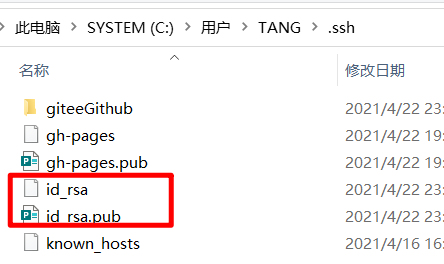 此电脑 > SYSTEM (C:) > 用户 > TANG > .ssh
名称 修改日期
giteeGithub 2021/4/22 23:
gh-pages 2021/4/22 19:
gh-pages.pub 2021/4/22 19:
id_rsa 2021/4/22 23:
id_rsa.pub 2021/4/22 23:
known_hosts 2021/4/16 16: